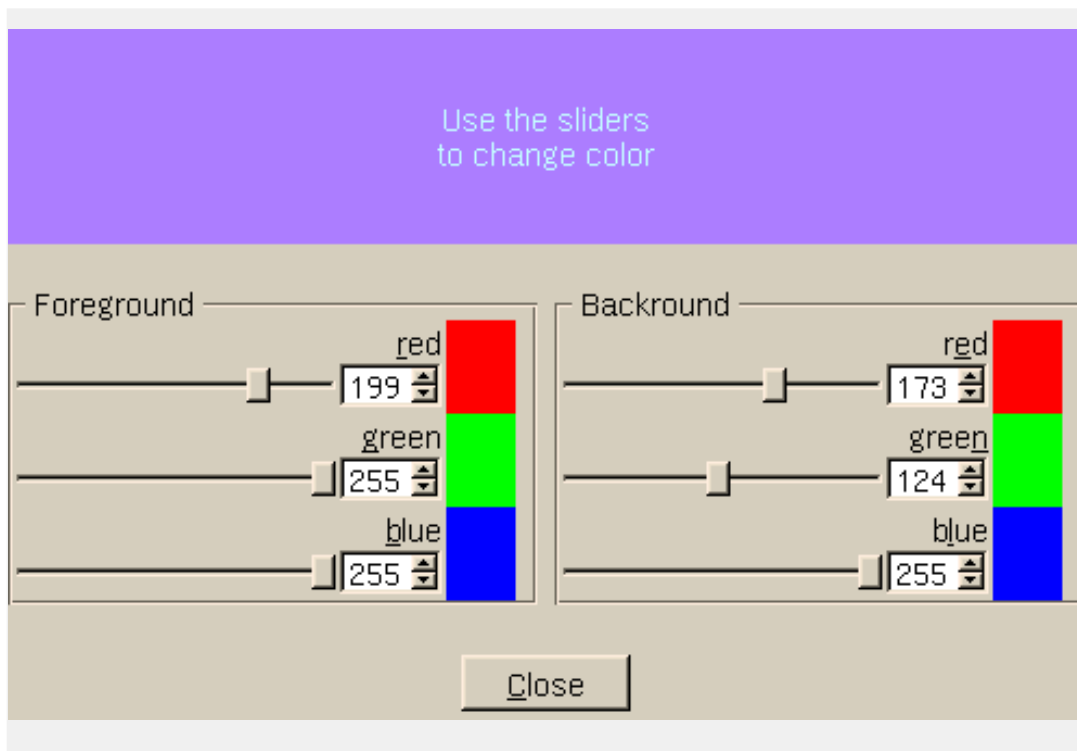 Use the sliders
to change color
Foreground
red
199
green
255
blue
255
Backround
red
173
green
124
blue
255
Close